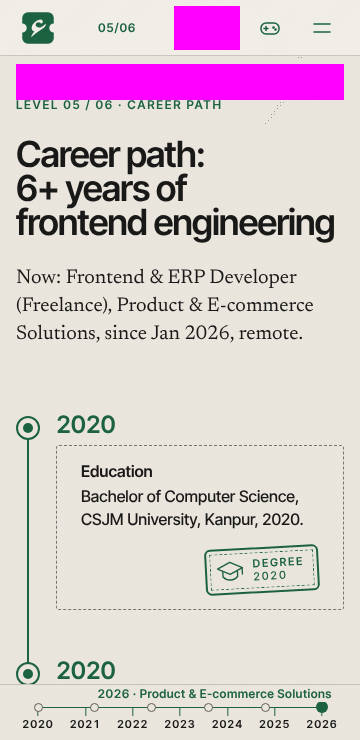 05/06
LEVEL 05 / 06 · CAREER PATH
Career path:
6+ years of
frontend engineering
Now: Frontend & ERP Developer
(Freelance), Product & E-commerce
Solutions, since Jan 2026, remote.
2020
Education
Bachelor of Computer Science,
CSJM University, Kanpur, 2020.
DEGREE
2020
2020
2026 · Product & E-commerce Solutions
2020 2021 2022 2023 2024 2025 2026